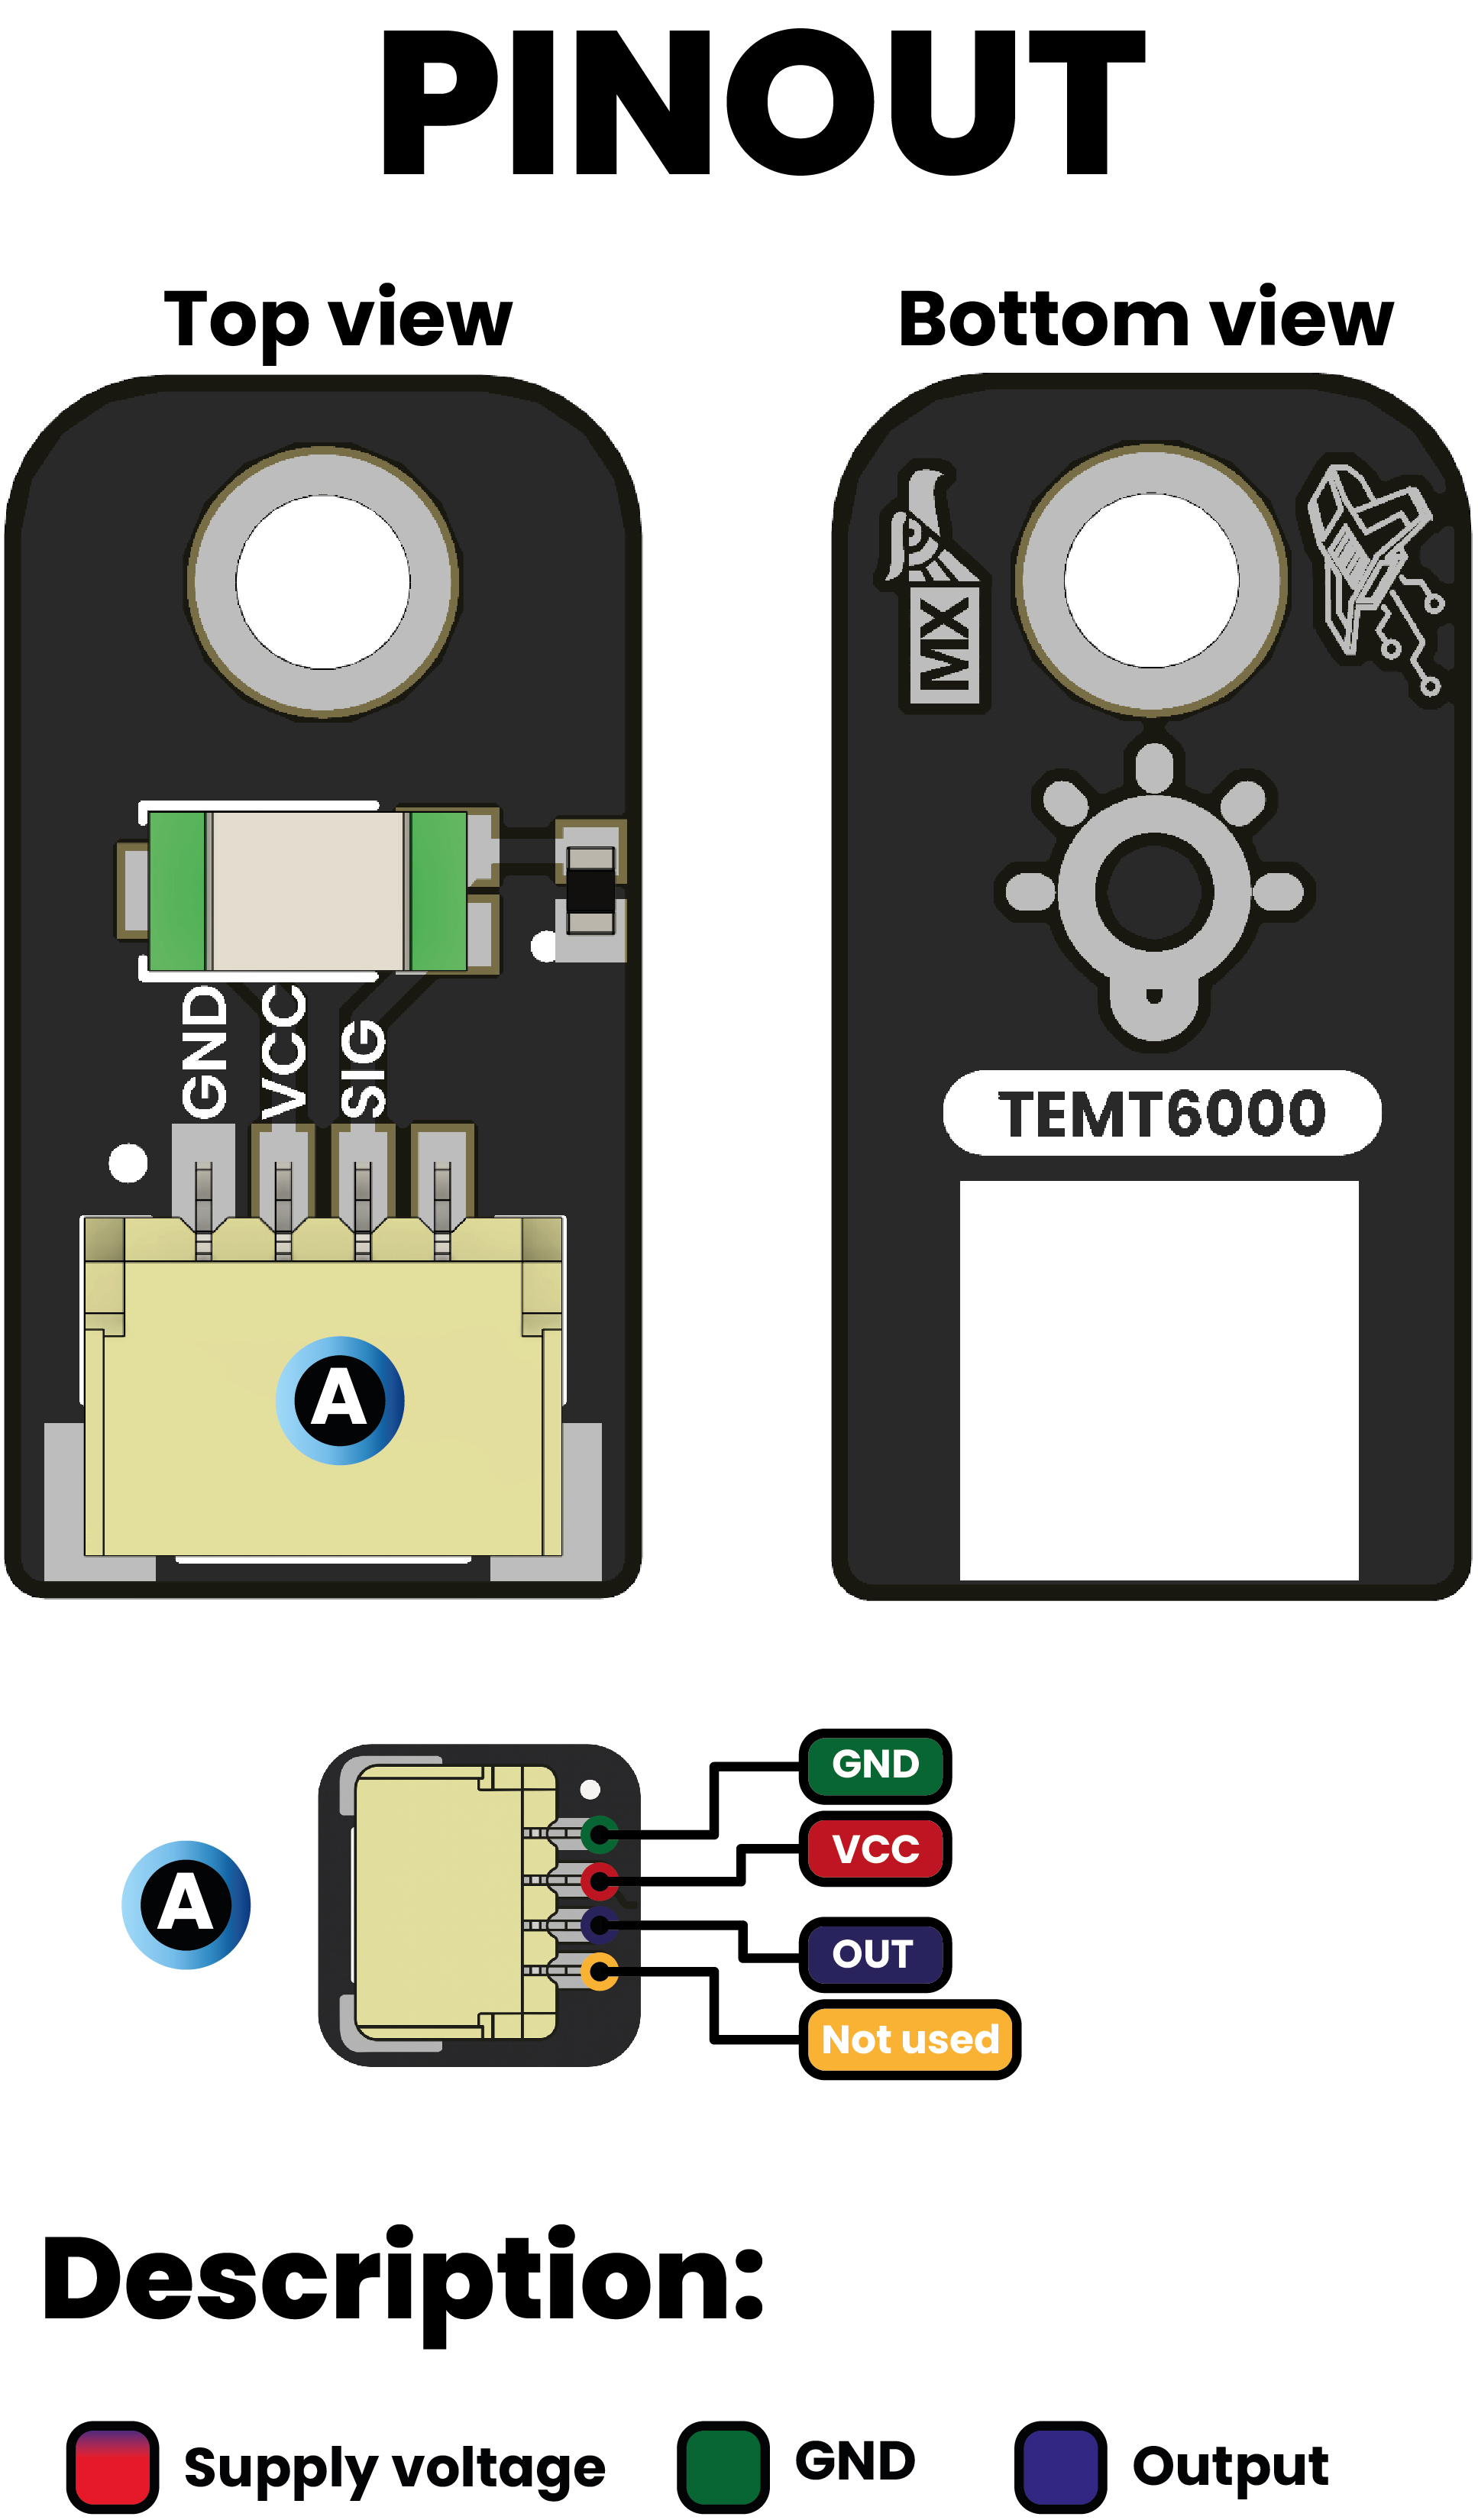 PINOUT
Top view
Bottom view
MX
GND
VCC
SIG
TEMT6000
A
A
GND
VCC
OUT
Not used
Description:
Supply voltage
GND
Output